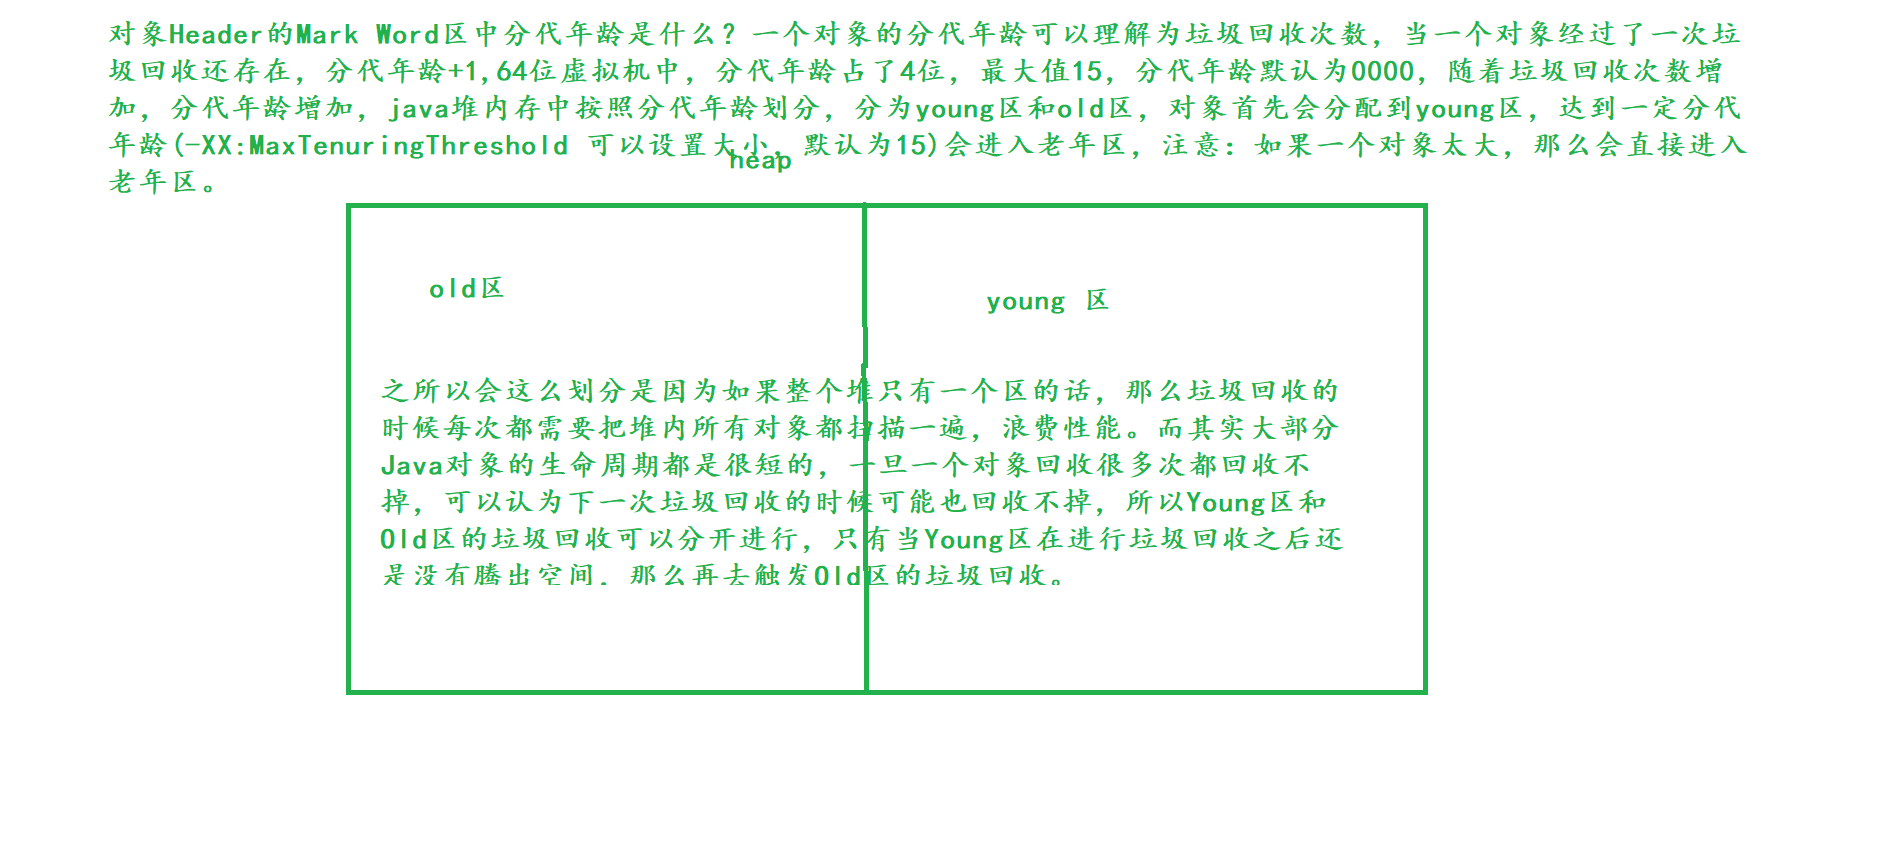 对象Header的Mark Word区中分代年龄是什么？一个对象的分代年龄可以理解为垃圾回收次数，当一个对象经过了一次垃
圾回收还存在，分代年龄+1,64位虚拟机中，分代年龄占了4位，最大值15，分代年龄默认为0000，随着垃圾回收次数增
加，分代年龄增加，java堆内存中按照分代年龄划分，分为young区和old区，对象首先会分配到young区，达到一定分代
年龄(-XX:MaxTenuringThreshold 可以设置大小，默认为15)会进入老年区，注意：如果一个对象太大，那么会直接进入
老年区。
heap
old区
young 区
之所以会这么划分是因为如果整个堆只有一个区的话，那么垃圾回收的
时候每次都需要把堆内所有对象都扫描一遍，浪费性能。而其实大部分
Java对象的生命周期都是很短的，一旦一个对象回收很多次都回收不
掉，可以认为下一次垃圾回收的时候可能也回收不掉，所以Young区和
Old区的垃圾回收可以分开进行，只有当Young区在进行垃圾回收之后还
是没有腾出空间，那么再去触发Old区的垃圾回收。